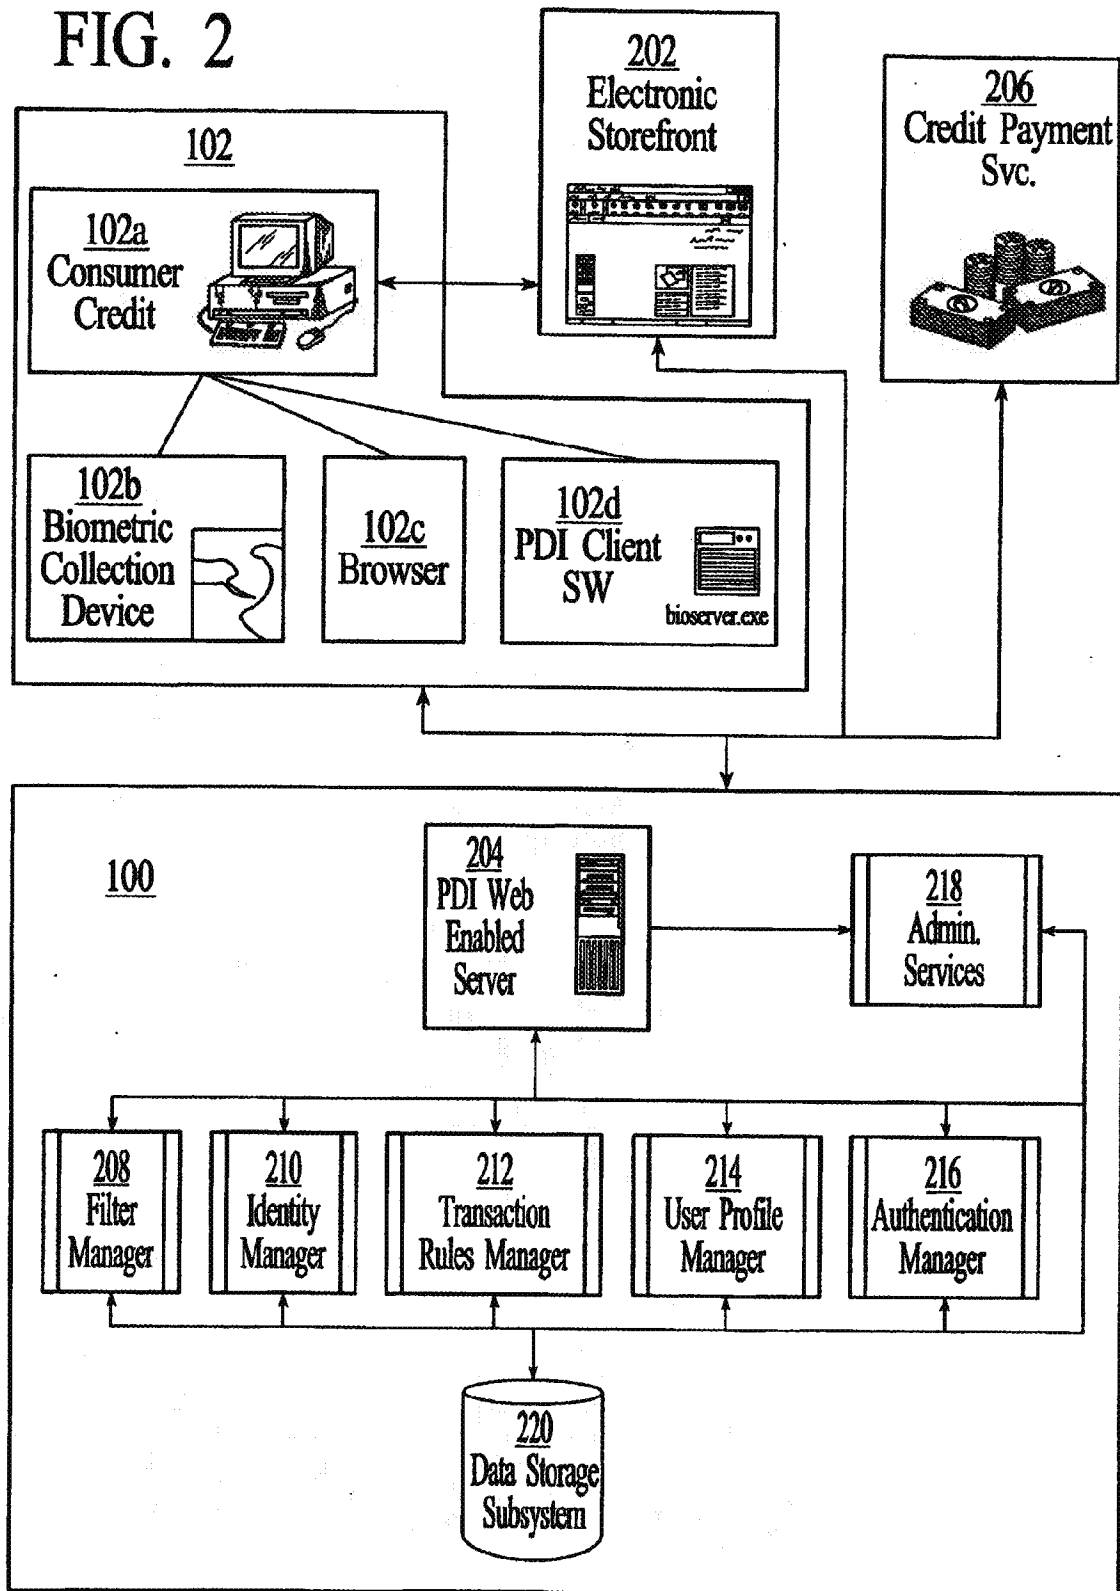 FIG. 2
202
Electronic
Storefront
206
Credit Payment
Svc.
102
102a
Consumer
Credit
102b
Biometric
Collection
Device
102c
Browser
102d
PDI Client
SW
bioserver.exe
100
204
PDI Web
Enabled
Server
218
Admin.
Services
208
Filter
Manager
210
Identity
Manager
212
Transaction
Rules Manager
214
User Profile
Manager
216
Authentication
Manager
220
Data Storage
Subsystem